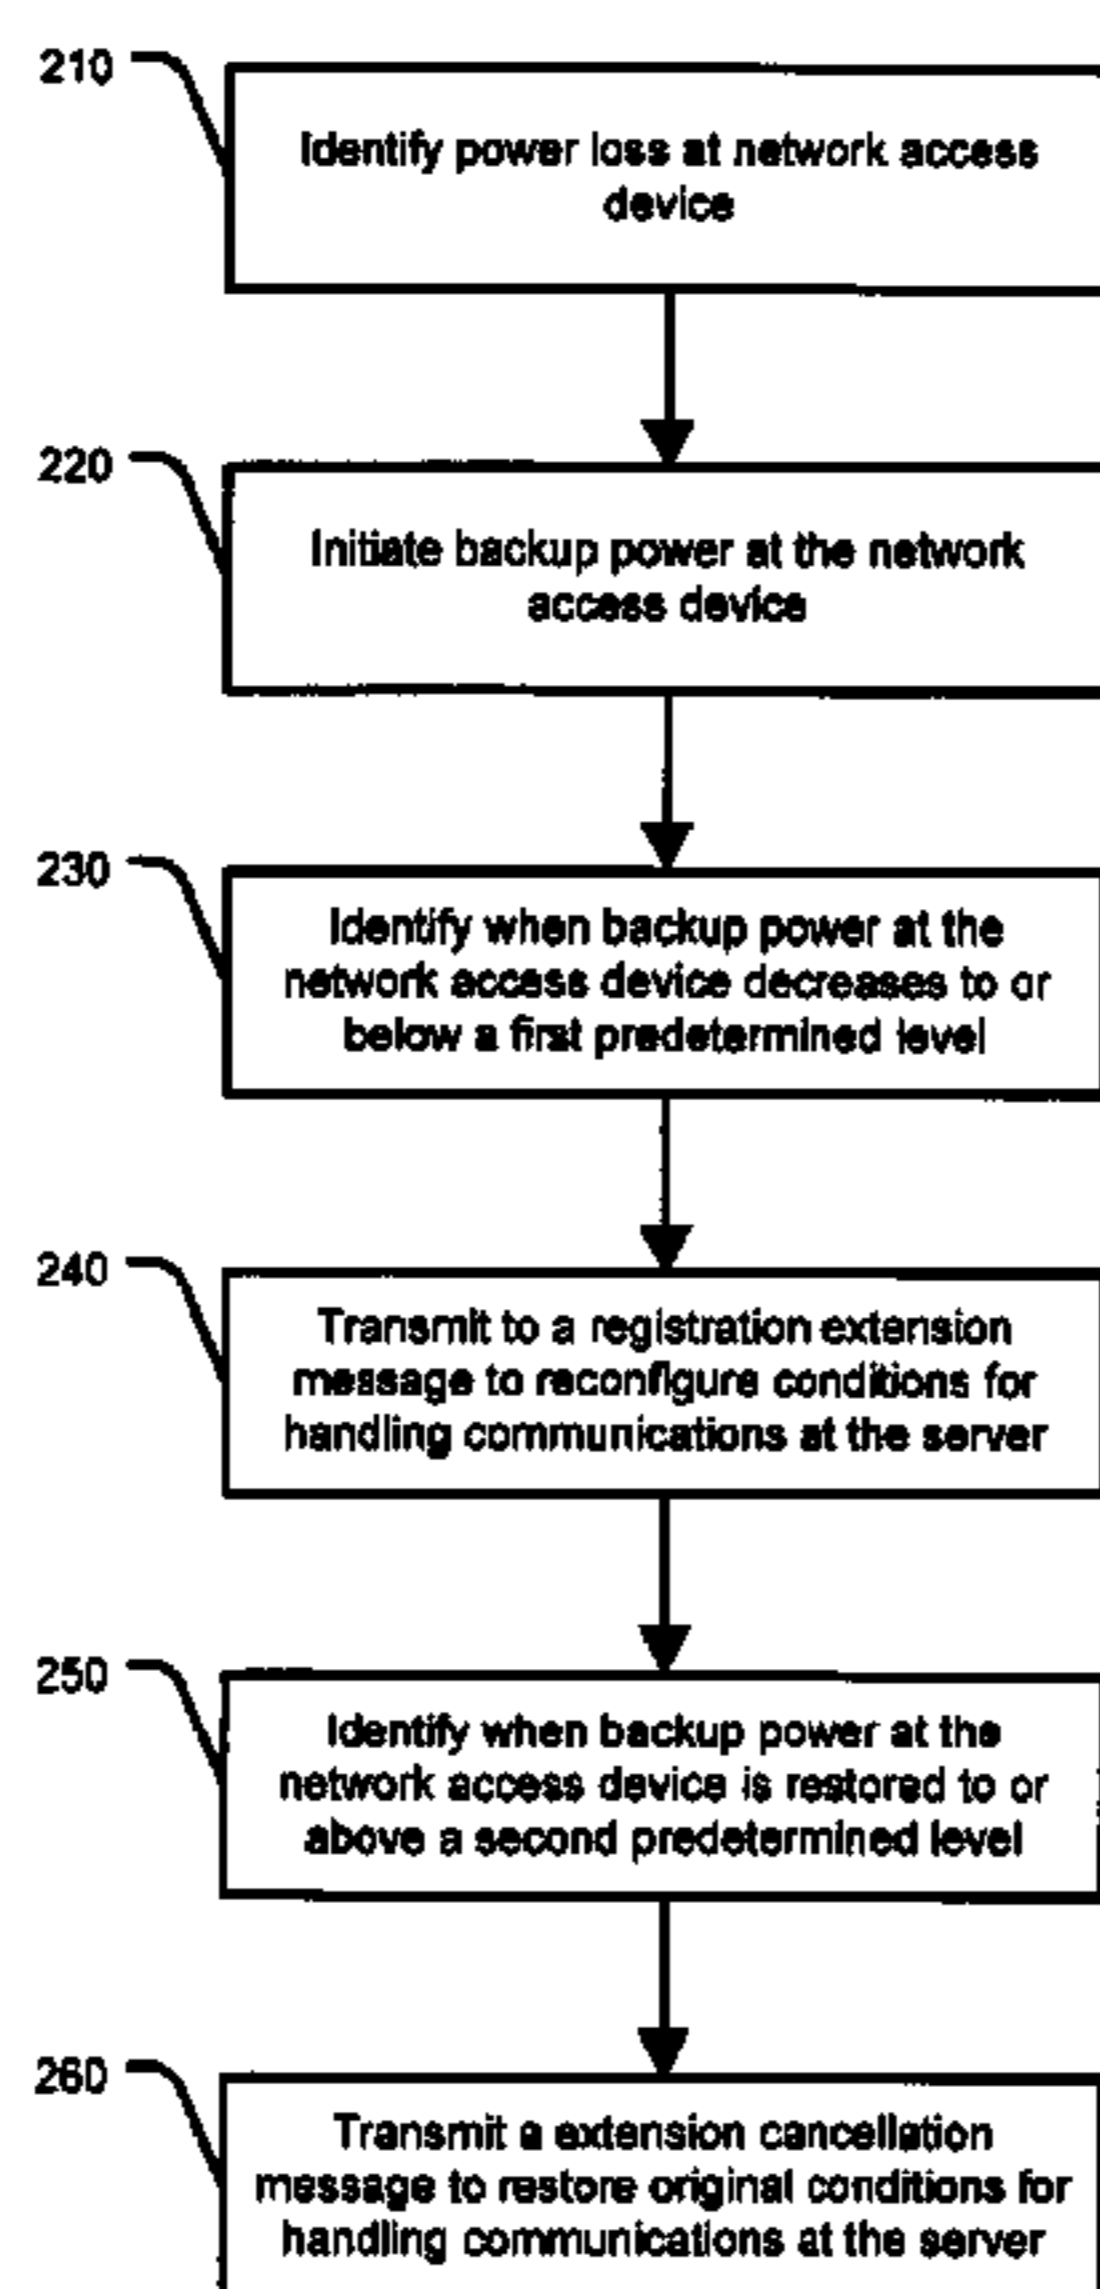 210
Identify power loss at network access
device
220
Initiate backup power at the network
access device
230
Identify when backup power at the
network access device decreases to or
below a first predetermined level
240
Transmit to a registration extension
message to reconfigure conditions for
handling communications at the server
250
Identify when backup power at the
network access device is restored to or
above a second predetermined level
260
Transmit a extension cancellation
message to restore original conditions for
handling communications at the server